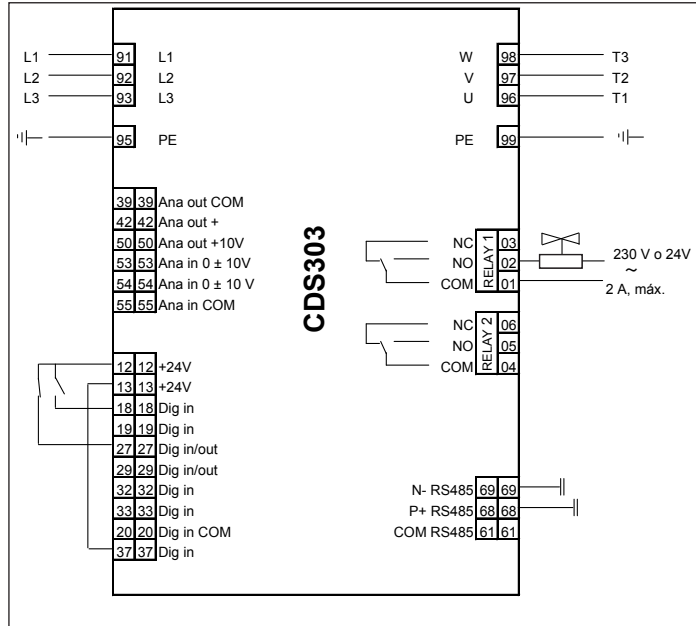 L1 91 L1 W 98 T3
L2 92 L2 V 97 T2
L3 93 L3 U 96 T1
95 PE PE 99
39 39 Ana out COM
42 42 Ana out +
50 50 Ana out +10V
53 53 Ana in 0 ± 10V
54 54 Ana in 0 ± 10 V
55 55 Ana in COM
CDS303
NC 03
NO 02
COM 01
RELAY 1
230 V o 24V
~
2 A, máx.
NC 06
NO 05
COM 04
RELAY 2
12 12 +24V
13 13 +24V
18 18 Dig in
19 19 Dig in
27 27 Dig in/out
29 29 Dig in/out
32 32 Dig in
33 33 Dig in
20 20 Dig in COM
37 37 Dig in
N- RS485 69 69
P+ RS485 68 68
COM RS485 61 61